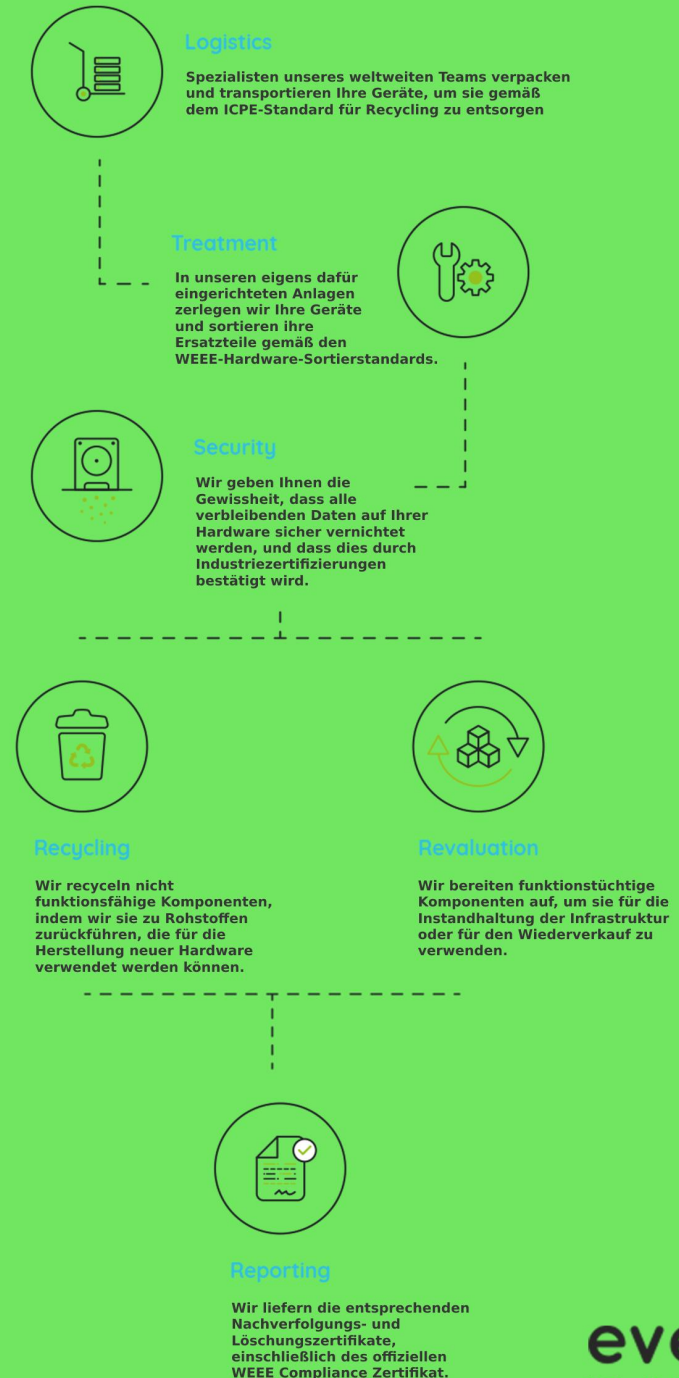 Logistics
Spezialisten unseres weltweiten Teams verpacken
und transportieren Ihre Geräte, um sie gemäß
dem ICPE-Standard für Recycling zu entsorgen
Treatment
In unseren eigens dafür
eingerichteten Anlagen
zerlegen wir Ihre Geräte
und sortieren ihre
Ersatzteile gemäß den
WEEE-Hardware-Sortierstandards.
Security
Wir geben Ihnen die
Gewissheit, dass alle
verbleibenden Daten auf Ihrer
Hardware sicher vernichtet
werden, und dass dies durch
Industriezertifizierungen
bestätigt wird.
Recycling
Wir recyceln nicht
funktionsfähige Komponenten,
indem wir sie zu Rohstoffen
zurückführen, die für die
Herstellung neuer Hardware
verwendet werden können.
Revaluation
Wir bereiten funktionstüchtige
Komponenten auf, um sie für die
Instandhaltung der Infrastruktur
oder für den Wiederverkauf zu
verwenden.
Reporting
Wir liefern die entsprechenden
Nachverfolgungs- und
Löschungszertifikate,
einschließlich des offiziellen
WEEE Compliance Zertifikat.